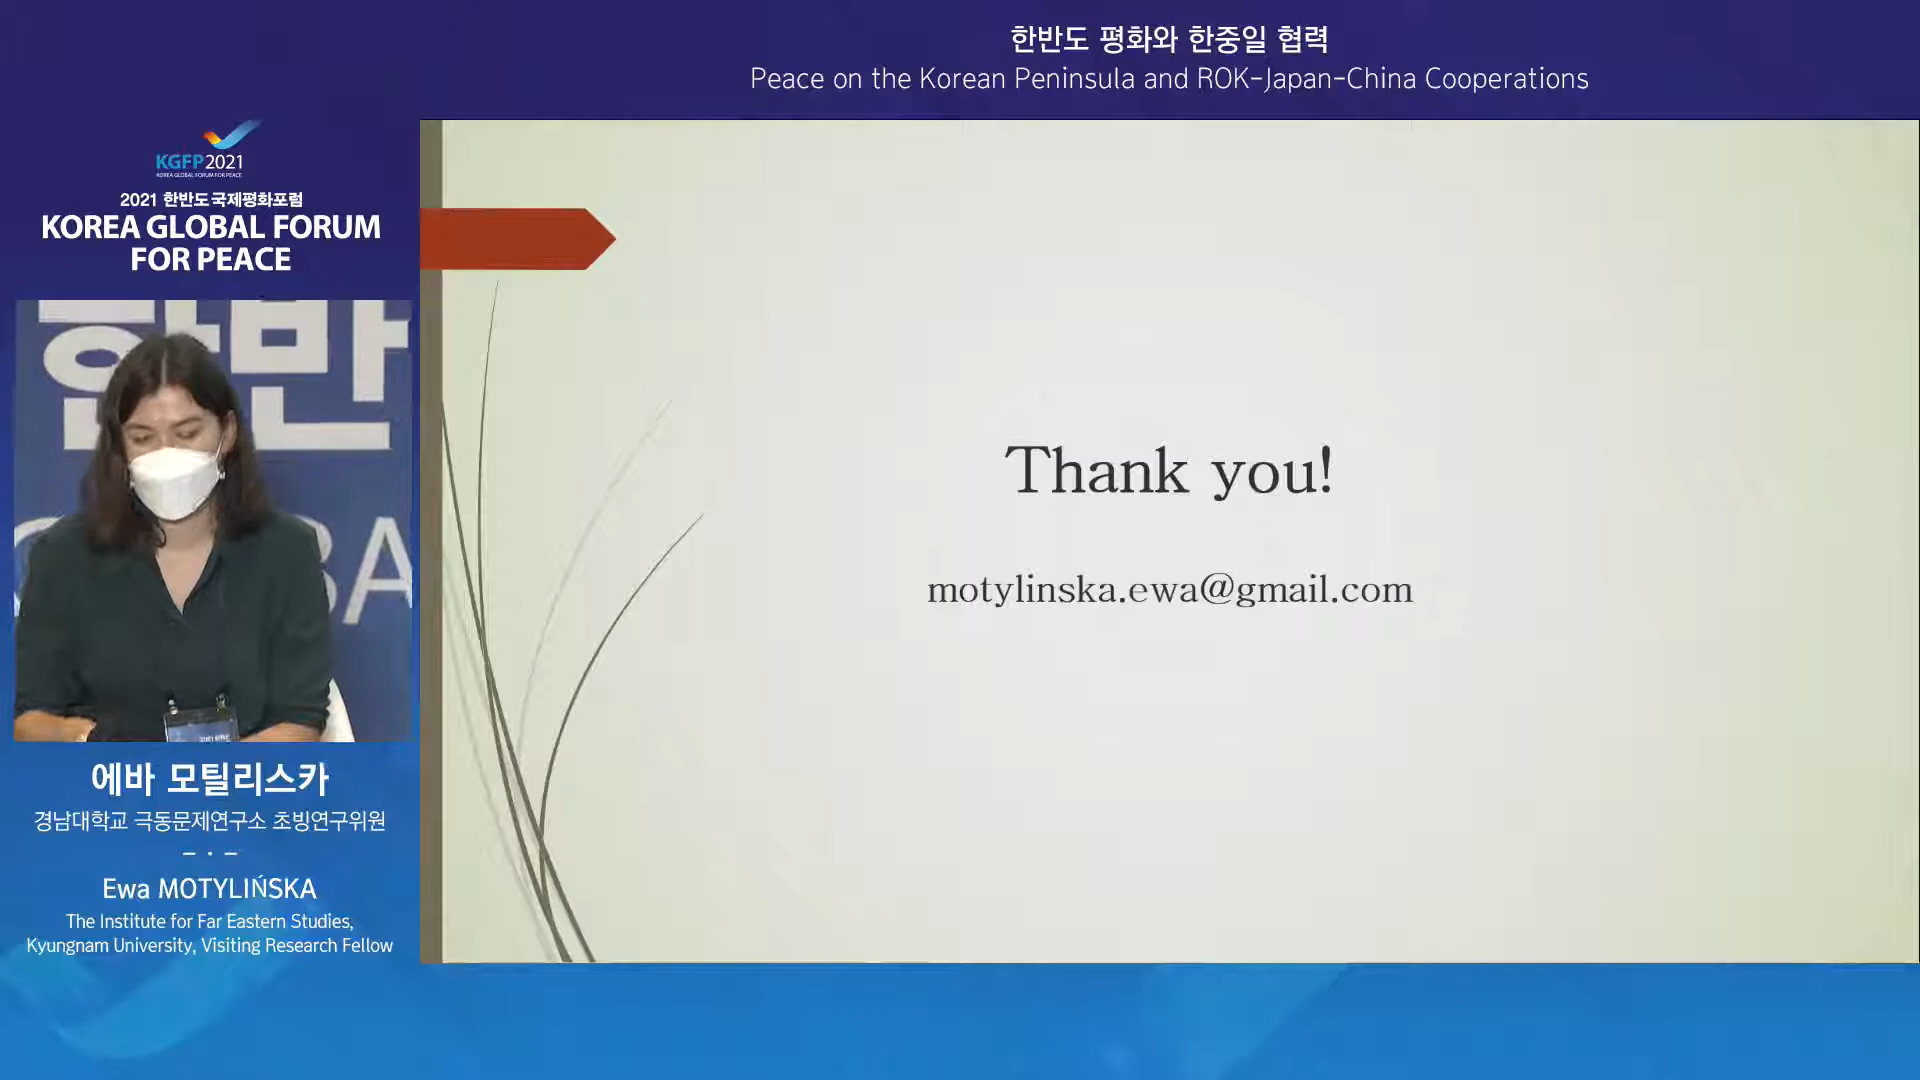 한반도 평화와 한중일 협력
Peace on the Korean Peninsula and ROK-Japan-China Cooperations
KGFP2021
KOREA GLOBAL FORUM FOR PEACE
2021 한반도국제평화포럼
KOREA GLOBAL FORUM
FOR PEACE
한반
BA
에바 모틸리스카
경남대학교 극동문제연구소 초빙연구위원
Ewa MOTYLIŃSKA
The Institute for Far Eastern Studies,
Kyungnam University, Visiting Research Fellow
Thank you!
motylinska.ewa@gmail.com